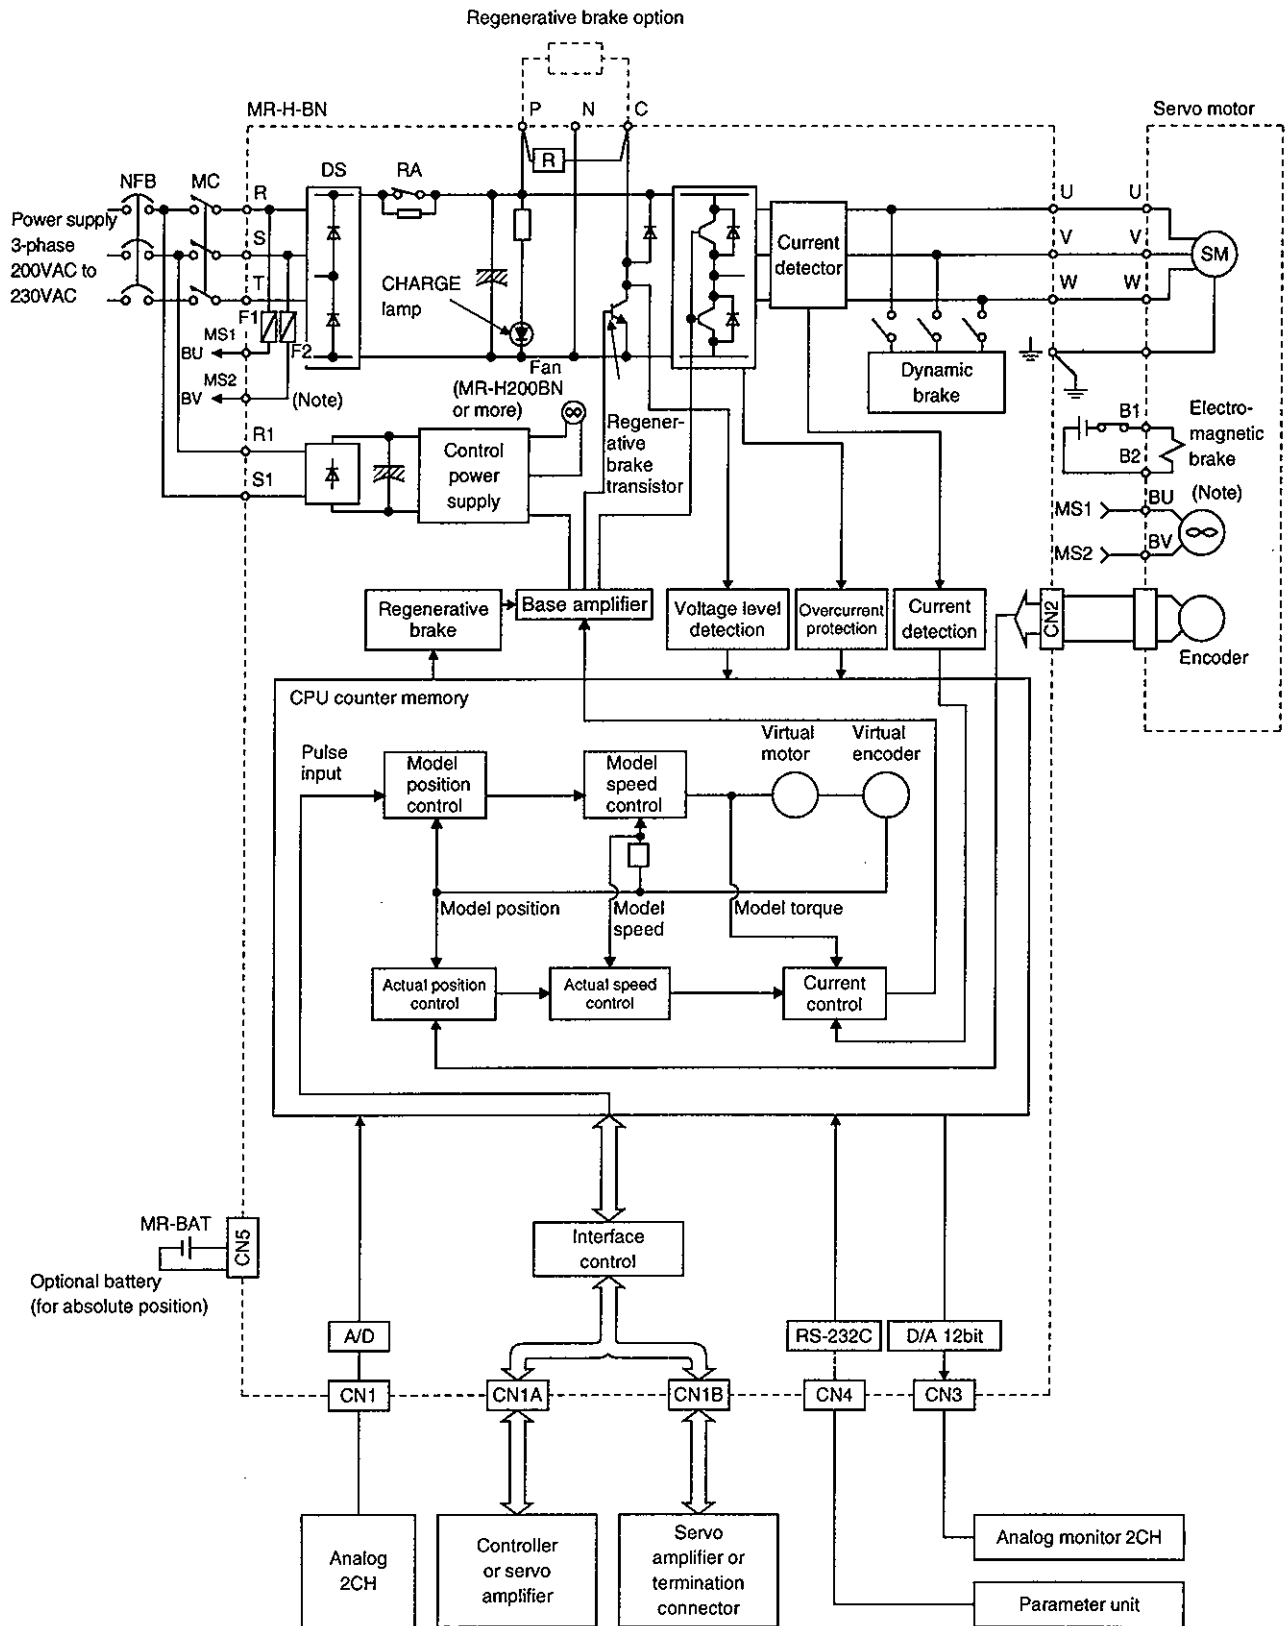 Regenerative brake option
MR-H-BN
P
N
C
Servo motor
R
NFB
MC
R
DS
RA
U
U
Power supply
3-phase
200VAC to
230VAC
S
T
Current
detector
V
V
W
W
SM
CHARGE
lamp
F1
F2
MS1
BU
MS2
BV
(Note)
Fan
(MR-H200BN
or more)
Dynamic
brake
R1
S1
Control
power
supply
Regener-
ative
brake
transistor
B1
B2
Electro-
magnetic
brake
(Note)
MS1
BU
MS2
BV
Regenerative
brake
Base amplifier
Voltage level
detection
Overcurrent
protection
Current
detection
CN2
Encoder
CPU counter memory
Pulse
input
Model
position
control
Model
speed
control
Virtual
motor
Virtual
encoder
Model position
Model
speed
Model torque
Actual position
control
Actual speed
control
Current
control
MR-BAT
CN5
Optional battery
(for absolute position)
Interface
control
A/D
RS-232C
D/A 12bit
CN1
CN1A
CN1B
CN4
CN3
Analog
2CH
Controller
or servo
amplifier
Servo
amplifier or
termination
connector
Analog monitor 2CH
Parameter unit